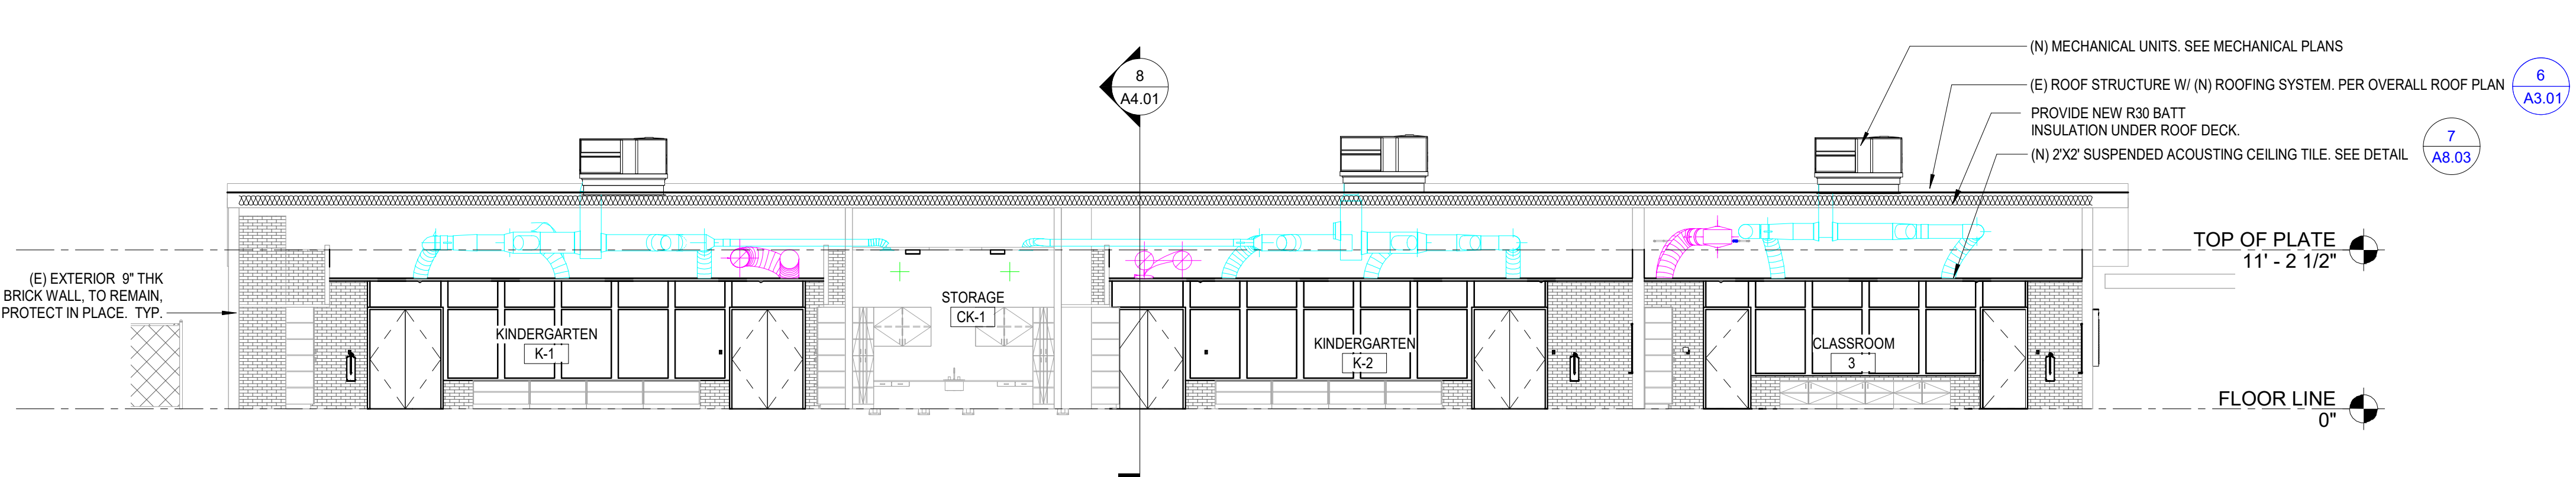 8
A4.01
(N) MECHANICAL UNITS. SEE MECHANICAL PLANS
(E) ROOF STRUCTURE W/ (N) ROOFING SYSTEM. PER OVERALL ROOF PLAN
6
A3.01
PROVIDE NEW R30 BATT
INSULATION UNDER ROOF DECK.
(N) 2'X2' SUSPENDED ACOUSTING CEILING TILE. SEE DETAIL
7
A8.03
TOP OF PLATE
11' - 2 1/2"
(E) EXTERIOR 9" THK
BRICK WALL, TO REMAIN,
PROTECT IN PLACE. TYP.
KINDERGARTEN
K-1
STORAGE
CK-1
KINDERGARTEN
K-2
CLASSROOM
3
FLOOR LINE
0"